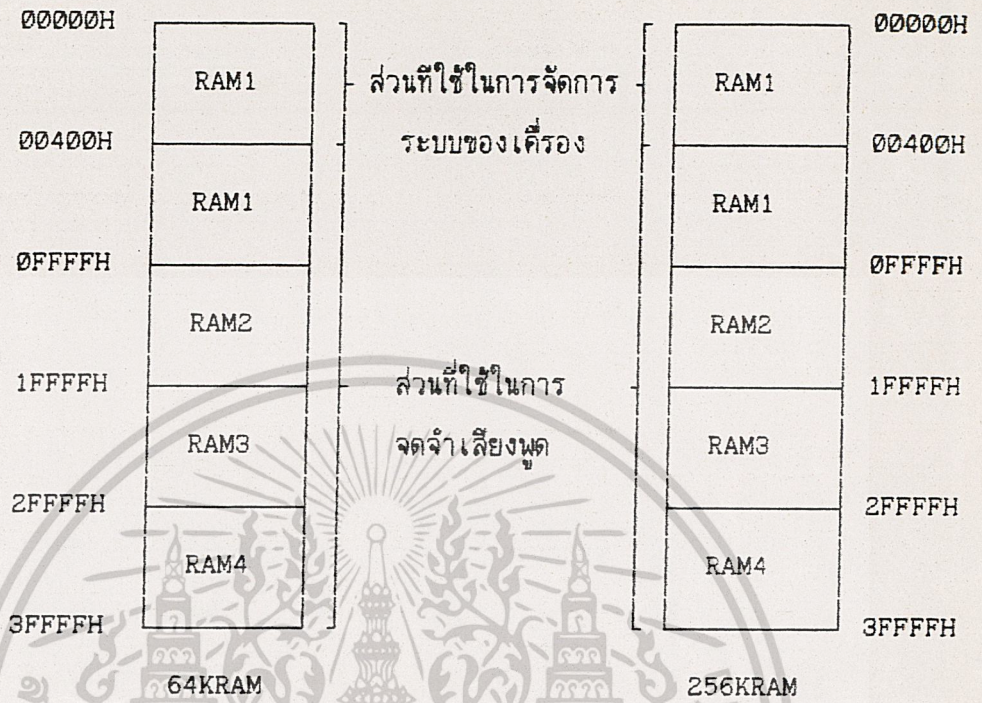 00000H 00000H
RAM1 ส่วนที่ใช้ในการจัดการ RAM1
ระบบของเครื่อง
00400H 00400H
RAM1 RAM1
0FFFFH 0FFFFH
RAM2 RAM2
1FFFFH ส่วนที่ใช้ในการ 1FFFFH
RAM3 จดจำเสียงพูด RAM3
2FFFFH 2FFFFH
RAM4 RAM4
3FFFFH 3FFFFH
64KRAM 256KRAM